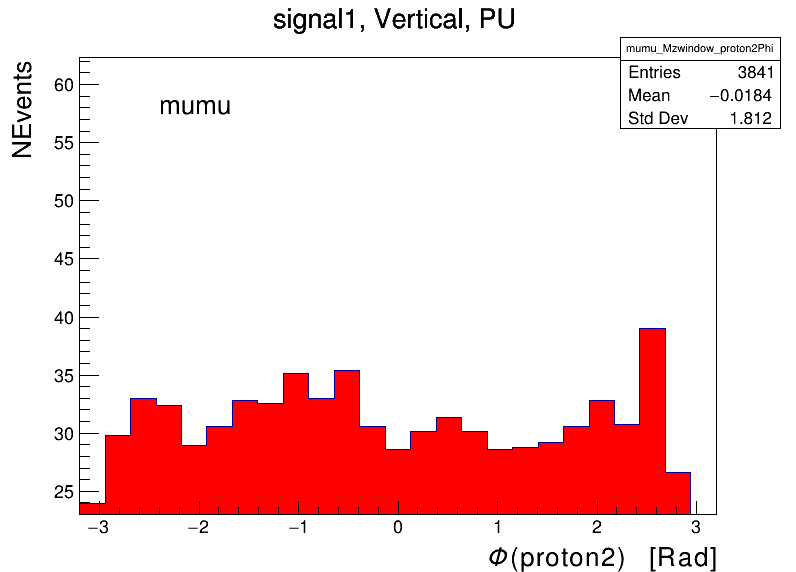 signal1, Vertical, PU
mumu_Mzwindow_proton2Phi
Entries 3841
Mean −0.0184
Std Dev 1.812
NEvents
mumu
60
55
50
45
40
35
30
25
−3 −2 −1 0 1 2 3
Φ(proton2) [Rad]